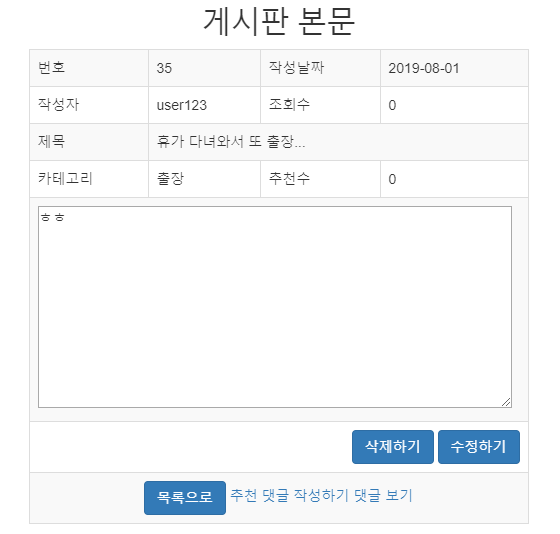 게시판 본문
번호 35 작성날짜 2019-08-01
작성자 user123 조회수 0
제목 휴가 다녀와서 또 출장...
카테고리 출장 추천수 0
ㅎㅎ
삭제하기 수정하기
목록으로 추천 댓글 작성하기 댓글 보기